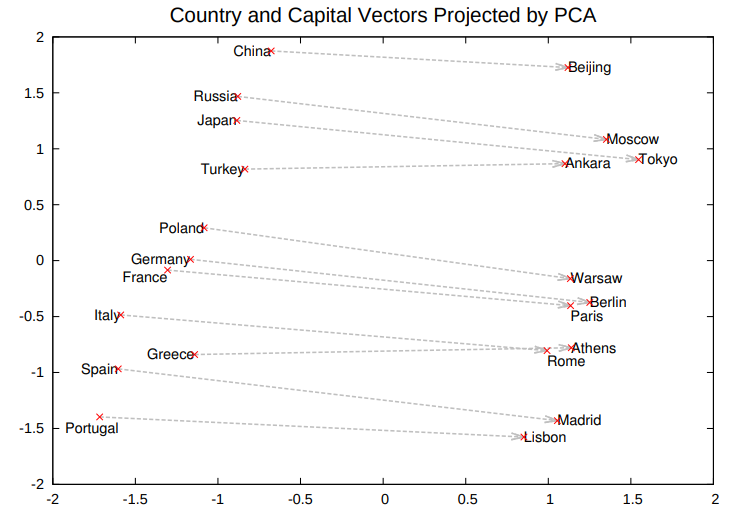 Country and Capital Vectors Projected by PCA
2
China
Beijing
1.5
Russia
Japan
Moscow
1
Tokyo
Turkey
Ankara
0.5
Poland
0
Germany
France
Warsaw
-0.5
Italy
Berlin
Paris
Greece
Athens
Rome
-1
Spain
Portugal
Madrid
-1.5
Lisbon
-2
-2 -1.5 -1 -0.5 0 0.5 1 1.5 2